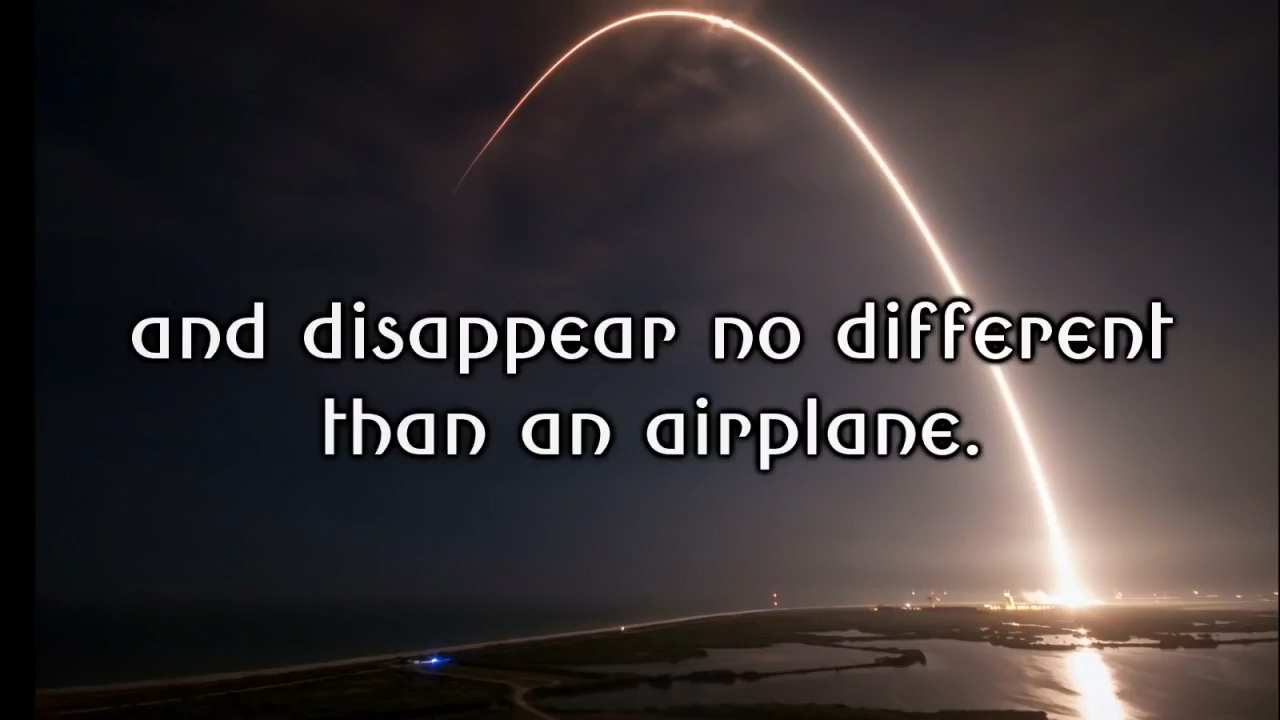 and disappear no different
than an airplane.